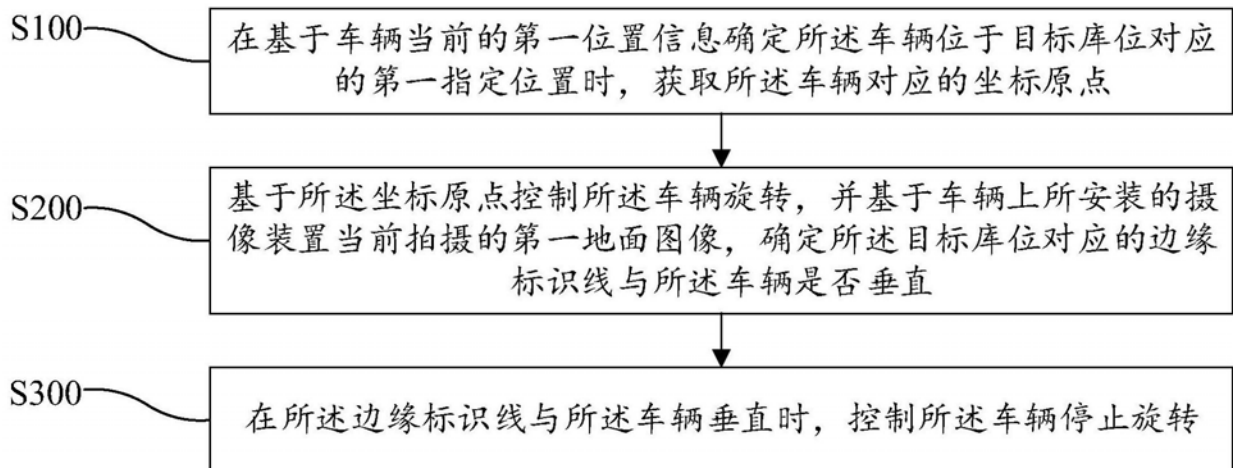 S100
在基于车辆当前的第一位置信息确定所述车辆位于目标库位对应
的第一指定位置时，获取所述车辆对应的坐标原点
S200
基于所述坐标原点控制所述车辆旋转，并基于车辆上所安装的摄
像装置当前拍摄的第一地面图像，确定所述目标库位对应的边缘
标识线与所述车辆是否垂直
S300
在所述边缘标识线与所述车辆垂直时，控制所述车辆停止旋转